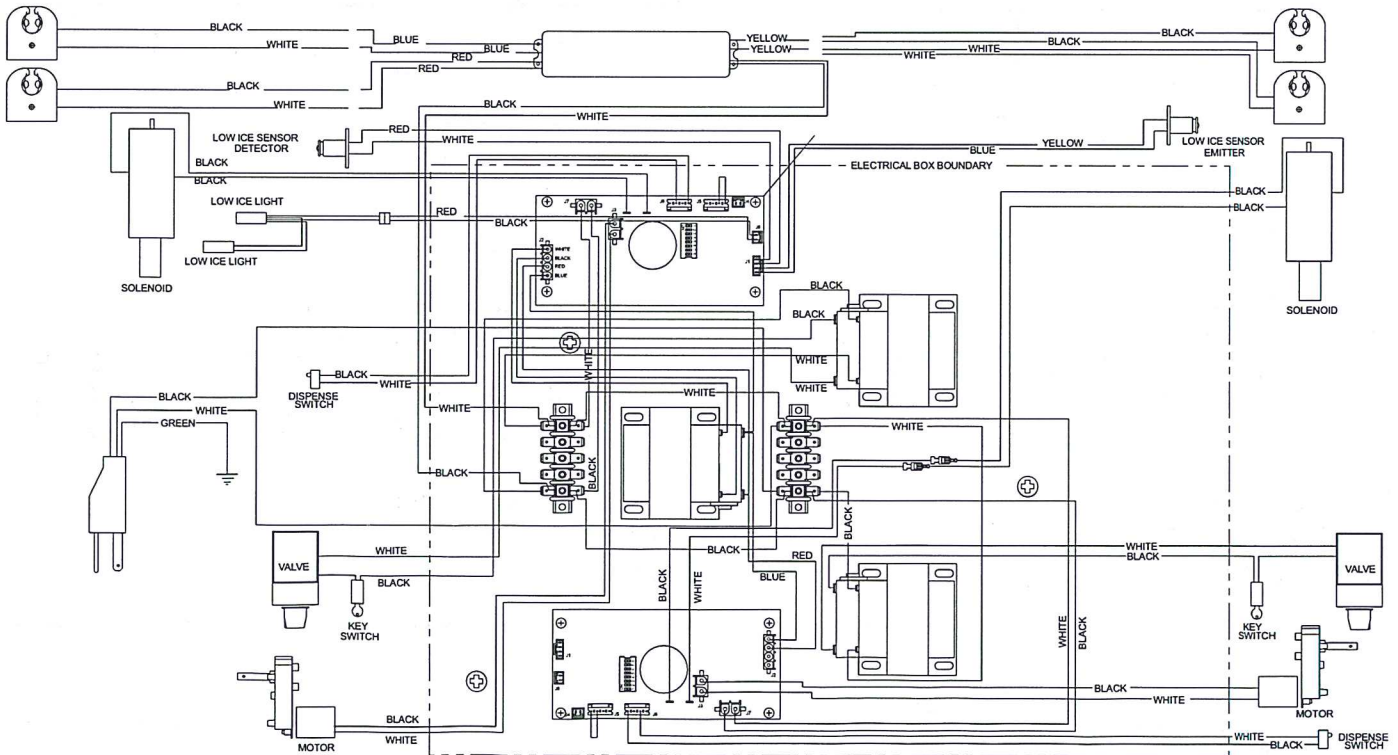 BLACK
WHITE
BLUE
BLUE
RED
RED
BLACK
WHITE
YELLOW
YELLOW
BLACK
WHITE
WHITE
BLACK
BLACK
WHITE
LOW ICE SENSOR
DETECTOR
RED
WHITE
BLACK
BLACK
YELLOW
BLUE
LOW ICE SENSOR
EMITTER
ELECTRICAL BOX BOUNDARY
BLACK
BLACK
LOW ICE LIGHT
RED
BLACK
LOW ICE LIGHT
SOLENOID
WHITE
BLACK
RED
BLUE
SOLENOID
BLACK
BLACK
WHITE
WHITE
WHITE
BLACK
WHITE
DISPENSE
SWITCH
BLACK
WHITE
GREEN
WHITE
WHITE
WHITE
BLACK
BLACK
BLACK
BLACK
RED
BLUE
BLACK
WHITE
VALVE
WHITE
BLACK
KEY
SWITCH
WHITE
BLACK
VALVE
KEY
SWITCH
WHITE
BLACK
BLACK
WHITE
MOTOR
BLACK
WHITE
MOTOR
WHITE
BLACK
DISPENSE
SWITCH